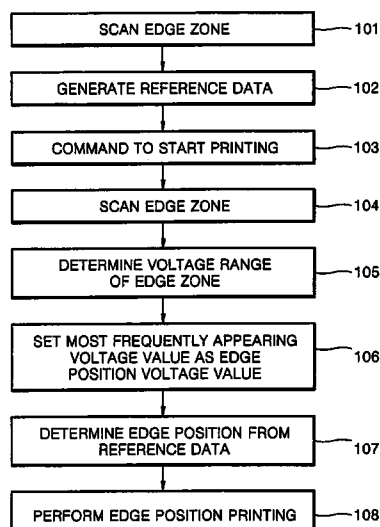 SCAN EDGE ZONE 101
GENERATE REFERENCE DATA 102
COMMAND TO START PRINTING 103
SCAN EDGE ZONE 104
DETERMINE VOLTAGE RANGE
OF EDGE ZONE 105
SET MOST FREQUENTLY APPEARING
VOLTAGE VALUE AS EDGE
POSITION VOLTAGE VALUE 106
DETERMINE EDGE POSITION FROM
REFERENCE DATA 107
PERFORM EDGE POSITION PRINTING 108